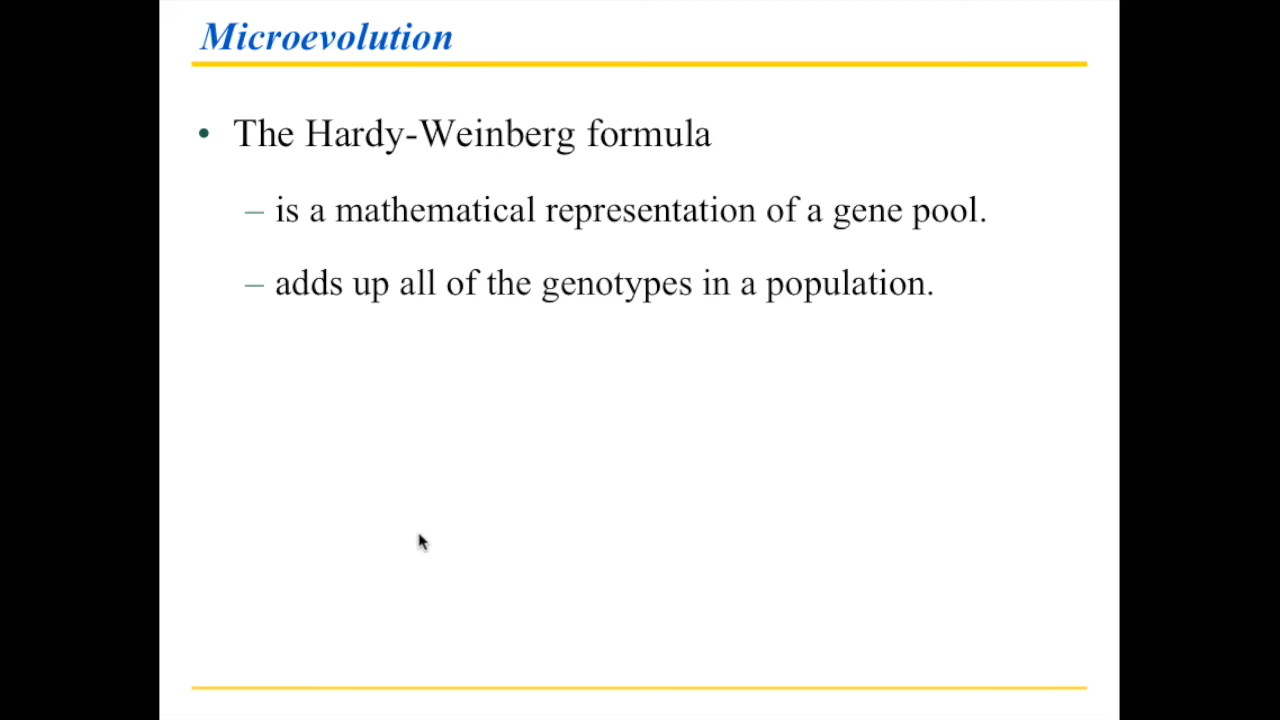 Microevolution
• The Hardy-Weinberg formula
– is a mathematical representation of a gene pool.
– adds up all of the genotypes in a population.